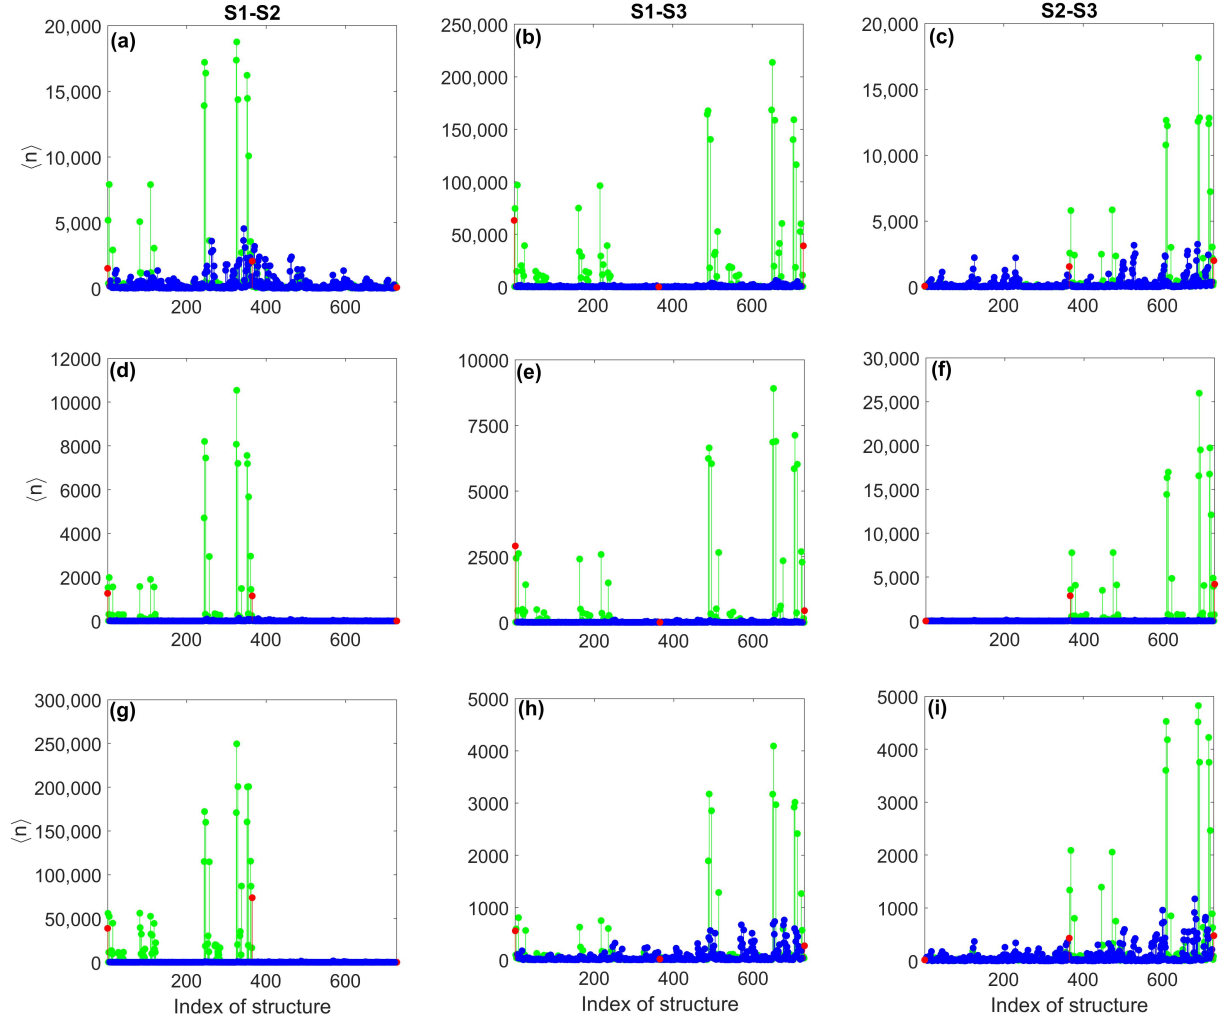 S1-S2 S1-S3 S2-S3
(a) (b) (c)
20,000
15,000
10,000
5,000
0
⟨n⟩
200 400 600
250,000
200,000
150,000
100,000
50,000
0
200 400 600
20,000
15,000
10,000
5,000
0
200 400 600
(d) (e) (f)
12000
10000
8000
6000
4000
2000
0
⟨n⟩
200 400 600
10000
7500
5000
2500
0
200 400 600
30,000
25,000
20,000
15,000
10,000
5,000
0
200 400 600
(g) (h) (i)
300,000
250,000
200,000
150,000
100,000
50,000
0
⟨n⟩
200 400 600
Index of structure
5000
4000
3000
2000
1000
0
200 400 600
Index of structure
5000
4000
3000
2000
1000
0
200 400 600
Index of structure